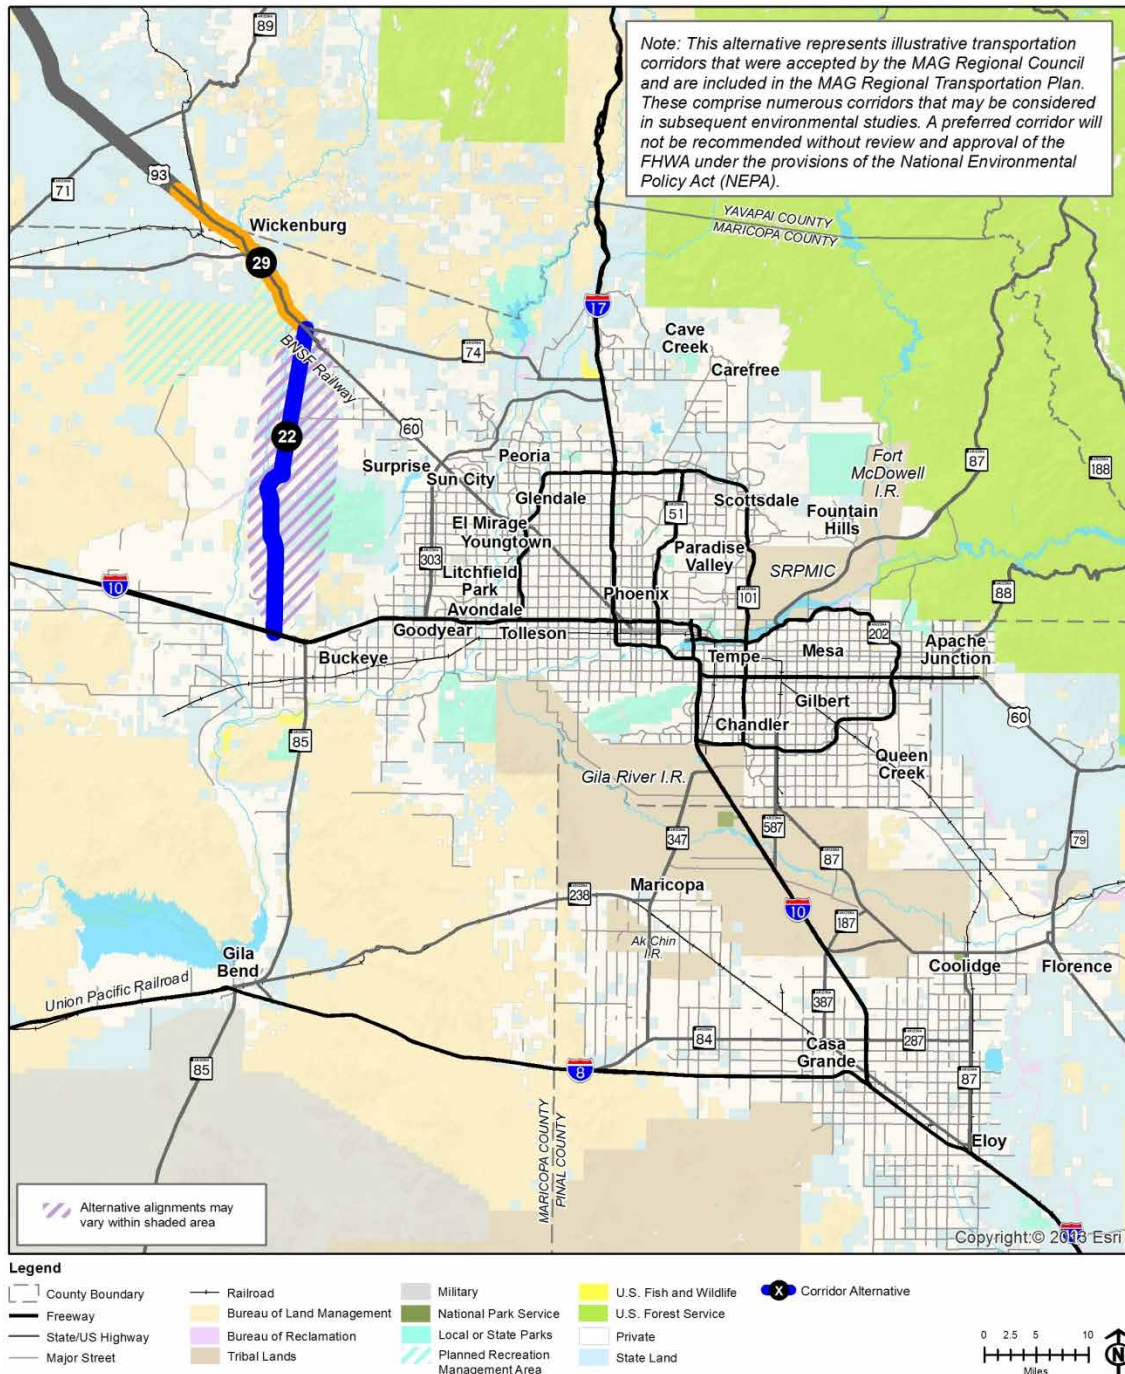 89
Note: This alternative represents illustrative transportation
corridors that were accepted by the MAG Regional Council
and are included in the MAG Regional Transportation Plan.
These comprise numerous corridors that may be considered
in subsequent environmental studies. A preferred corridor will
not be recommended without review and approval of the
FHWA under the provisions of the National Environmental
Policy Act (NEPA).
93
71
Wickenburg
YAVAPAI COUNTY
MARICOPA COUNTY
29
17
BNSF Railway
74
Cave
Creek
Carefree
22
60
Surprise
Peoria
Sun City
Glendale
51
Scottsdale
Fort
McDowell
I.R.
87
188
Fountain
Hills
El Mirage
Youngtown
Paradise
Valley
303
SRPMIC
10
Litchfield
Park
Phoenix
101
88
Avondale
Goodyear
Tolleson
202
Apache
Junction
Buckeye
Tempe
Mesa
Gilbert
60
Chandler
85
Queen
Creek
Gila River I.R.
347
587
87
79
Maricopa
238
10
187
Ak Chin
I.R.
Gila
Bend
Coolidge
Florence
Union Pacific Railroad
387
84
Casa
Grande
287
85
8
87
MARICOPA COUNTY
PINAL COUNTY
Eloy
Alternative alignments may
vary within shaded area
Copyright:© 2013 Esri
Legend
County Boundary
Freeway
State/US Highway
Major Street
Railroad
Bureau of Land Management
Bureau of Reclamation
Tribal Lands
Military
National Park Service
Local or State Parks
Planned Recreation
Management Area
U.S. Fish and Wildlife
U.S. Forest Service
Private
State Land
X Corridor Alternative
0 2.5 5 10
Miles
N